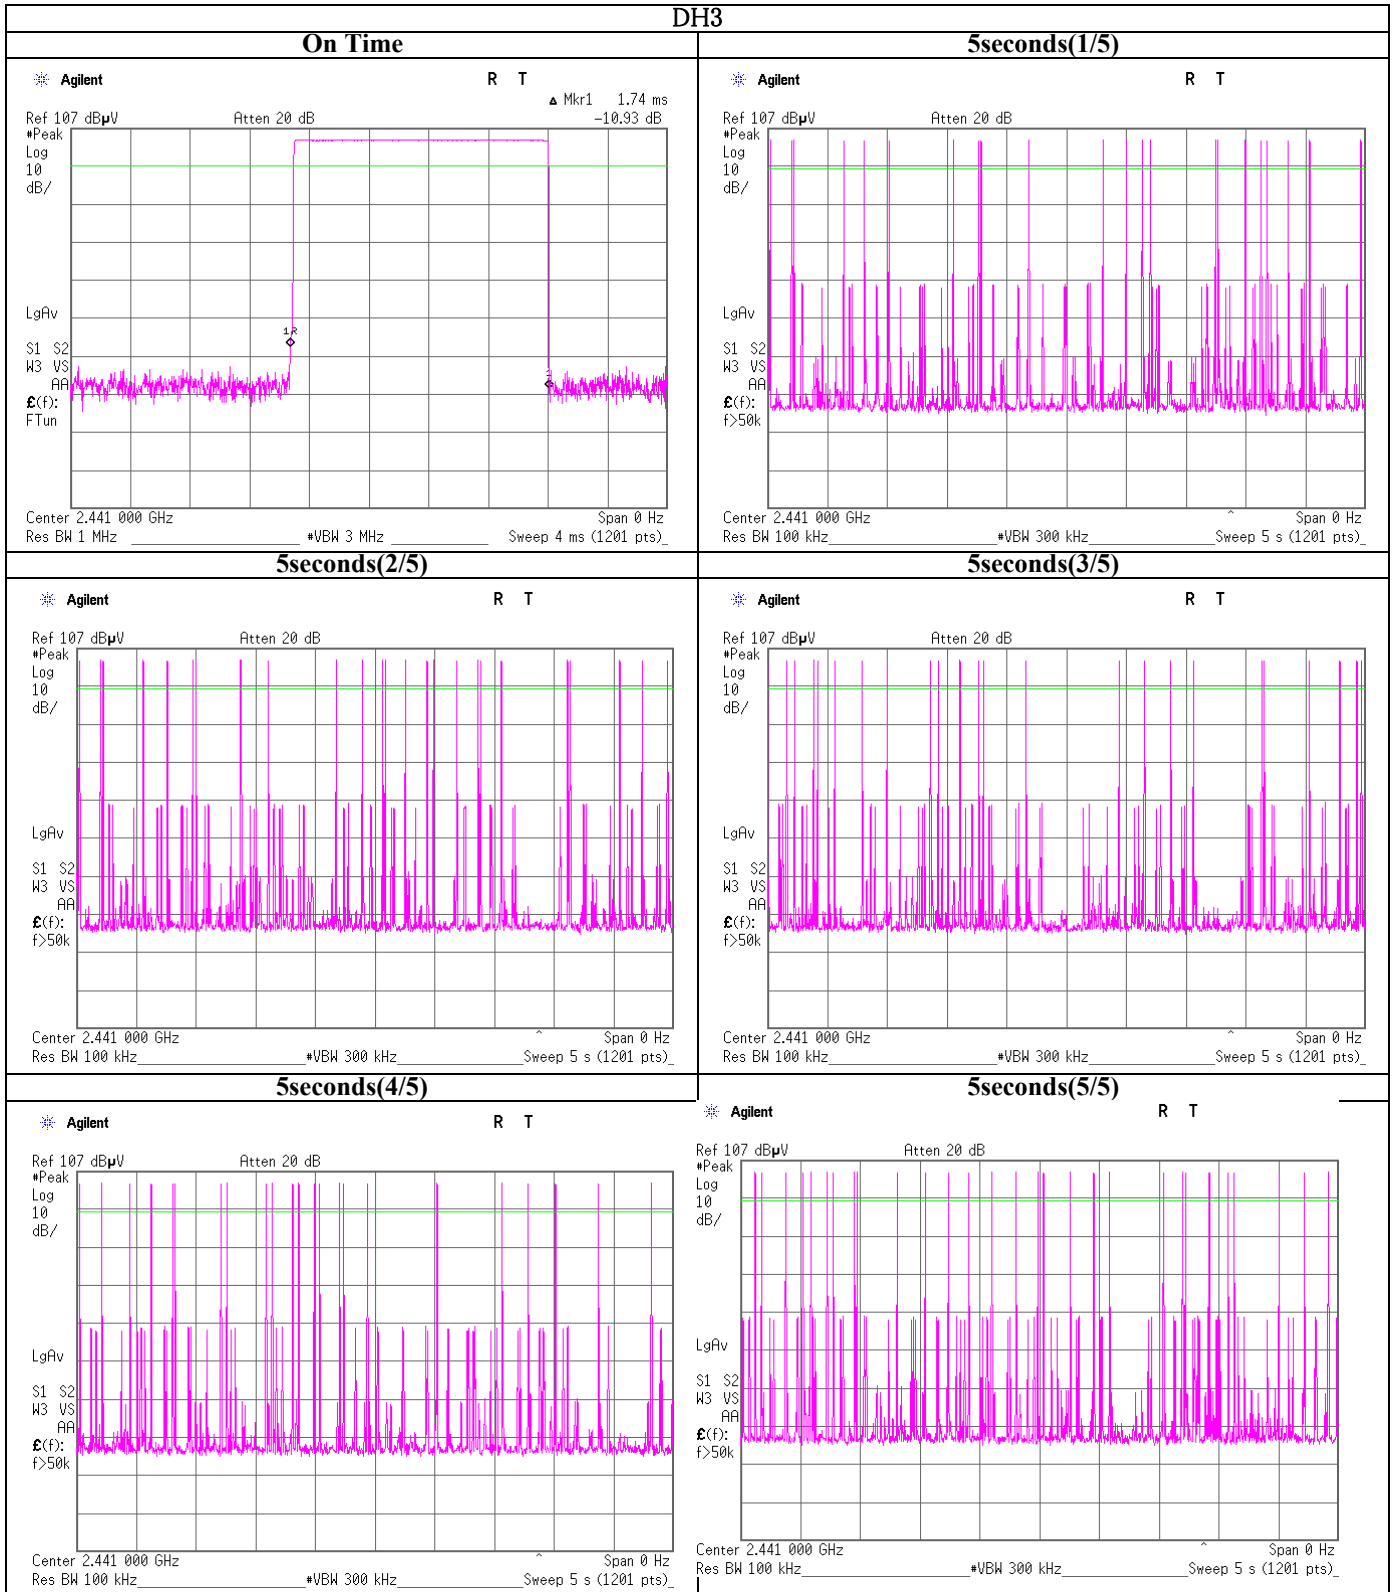 DH3
On Time
Agilent
R T
Δ Mkr1 1.74 ms
Ref 107 dBµV
Atten 20 dB
-10.93 dB
#Peak
Log
10
dB/
1R
1
LgAv
S1 S2
W3 VS
AA
£(f):
FTun
Center 2.441 000 GHz
Span 0 Hz
Res BW 1 MHz
#VBW 3 MHz
Sweep 4 ms (1201 pts)
5seconds(1/5)
Agilent
R T
Ref 107 dBµV
Atten 20 dB
#Peak
Log
10
dB/
LgAv
S1 S2
W3 VS
AA
£(f):
f>50k
Center 2.441 000 GHz
Span 0 Hz
Res BW 100 kHz
#VBW 300 kHz
Sweep 5 s (1201 pts)
5seconds(2/5)
Agilent
R T
Ref 107 dBµV
Atten 20 dB
#Peak
Log
10
dB/
LgAv
S1 S2
W3 VS
AA
£(f):
f>50k
Center 2.441 000 GHz
Span 0 Hz
Res BW 100 kHz
#VBW 300 kHz
Sweep 5 s (1201 pts)
5seconds(3/5)
Agilent
R T
Ref 107 dBµV
Atten 20 dB
#Peak
Log
10
dB/
LgAv
S1 S2
W3 VS
AA
£(f):
f>50k
Center 2.441 000 GHz
Span 0 Hz
Res BW 100 kHz
#VBW 300 kHz
Sweep 5 s (1201 pts)
5seconds(4/5)
Agilent
R T
Ref 107 dBµV
Atten 20 dB
#Peak
Log
10
dB/
LgAv
S1 S2
W3 VS
AA
£(f):
f>50k
Center 2.441 000 GHz
Span 0 Hz
Res BW 100 kHz
#VBW 300 kHz
Sweep 5 s (1201 pts)
5seconds(5/5)
Agilent
R T
Ref 107 dBµV
Atten 20 dB
#Peak
Log
10
dB/
LgAv
S1 S2
W3 VS
AA
£(f):
f>50k
Center 2.441 000 GHz
Span 0 Hz
Res BW 100 kHz
#VBW 300 kHz
Sweep 5 s (1201 pts)